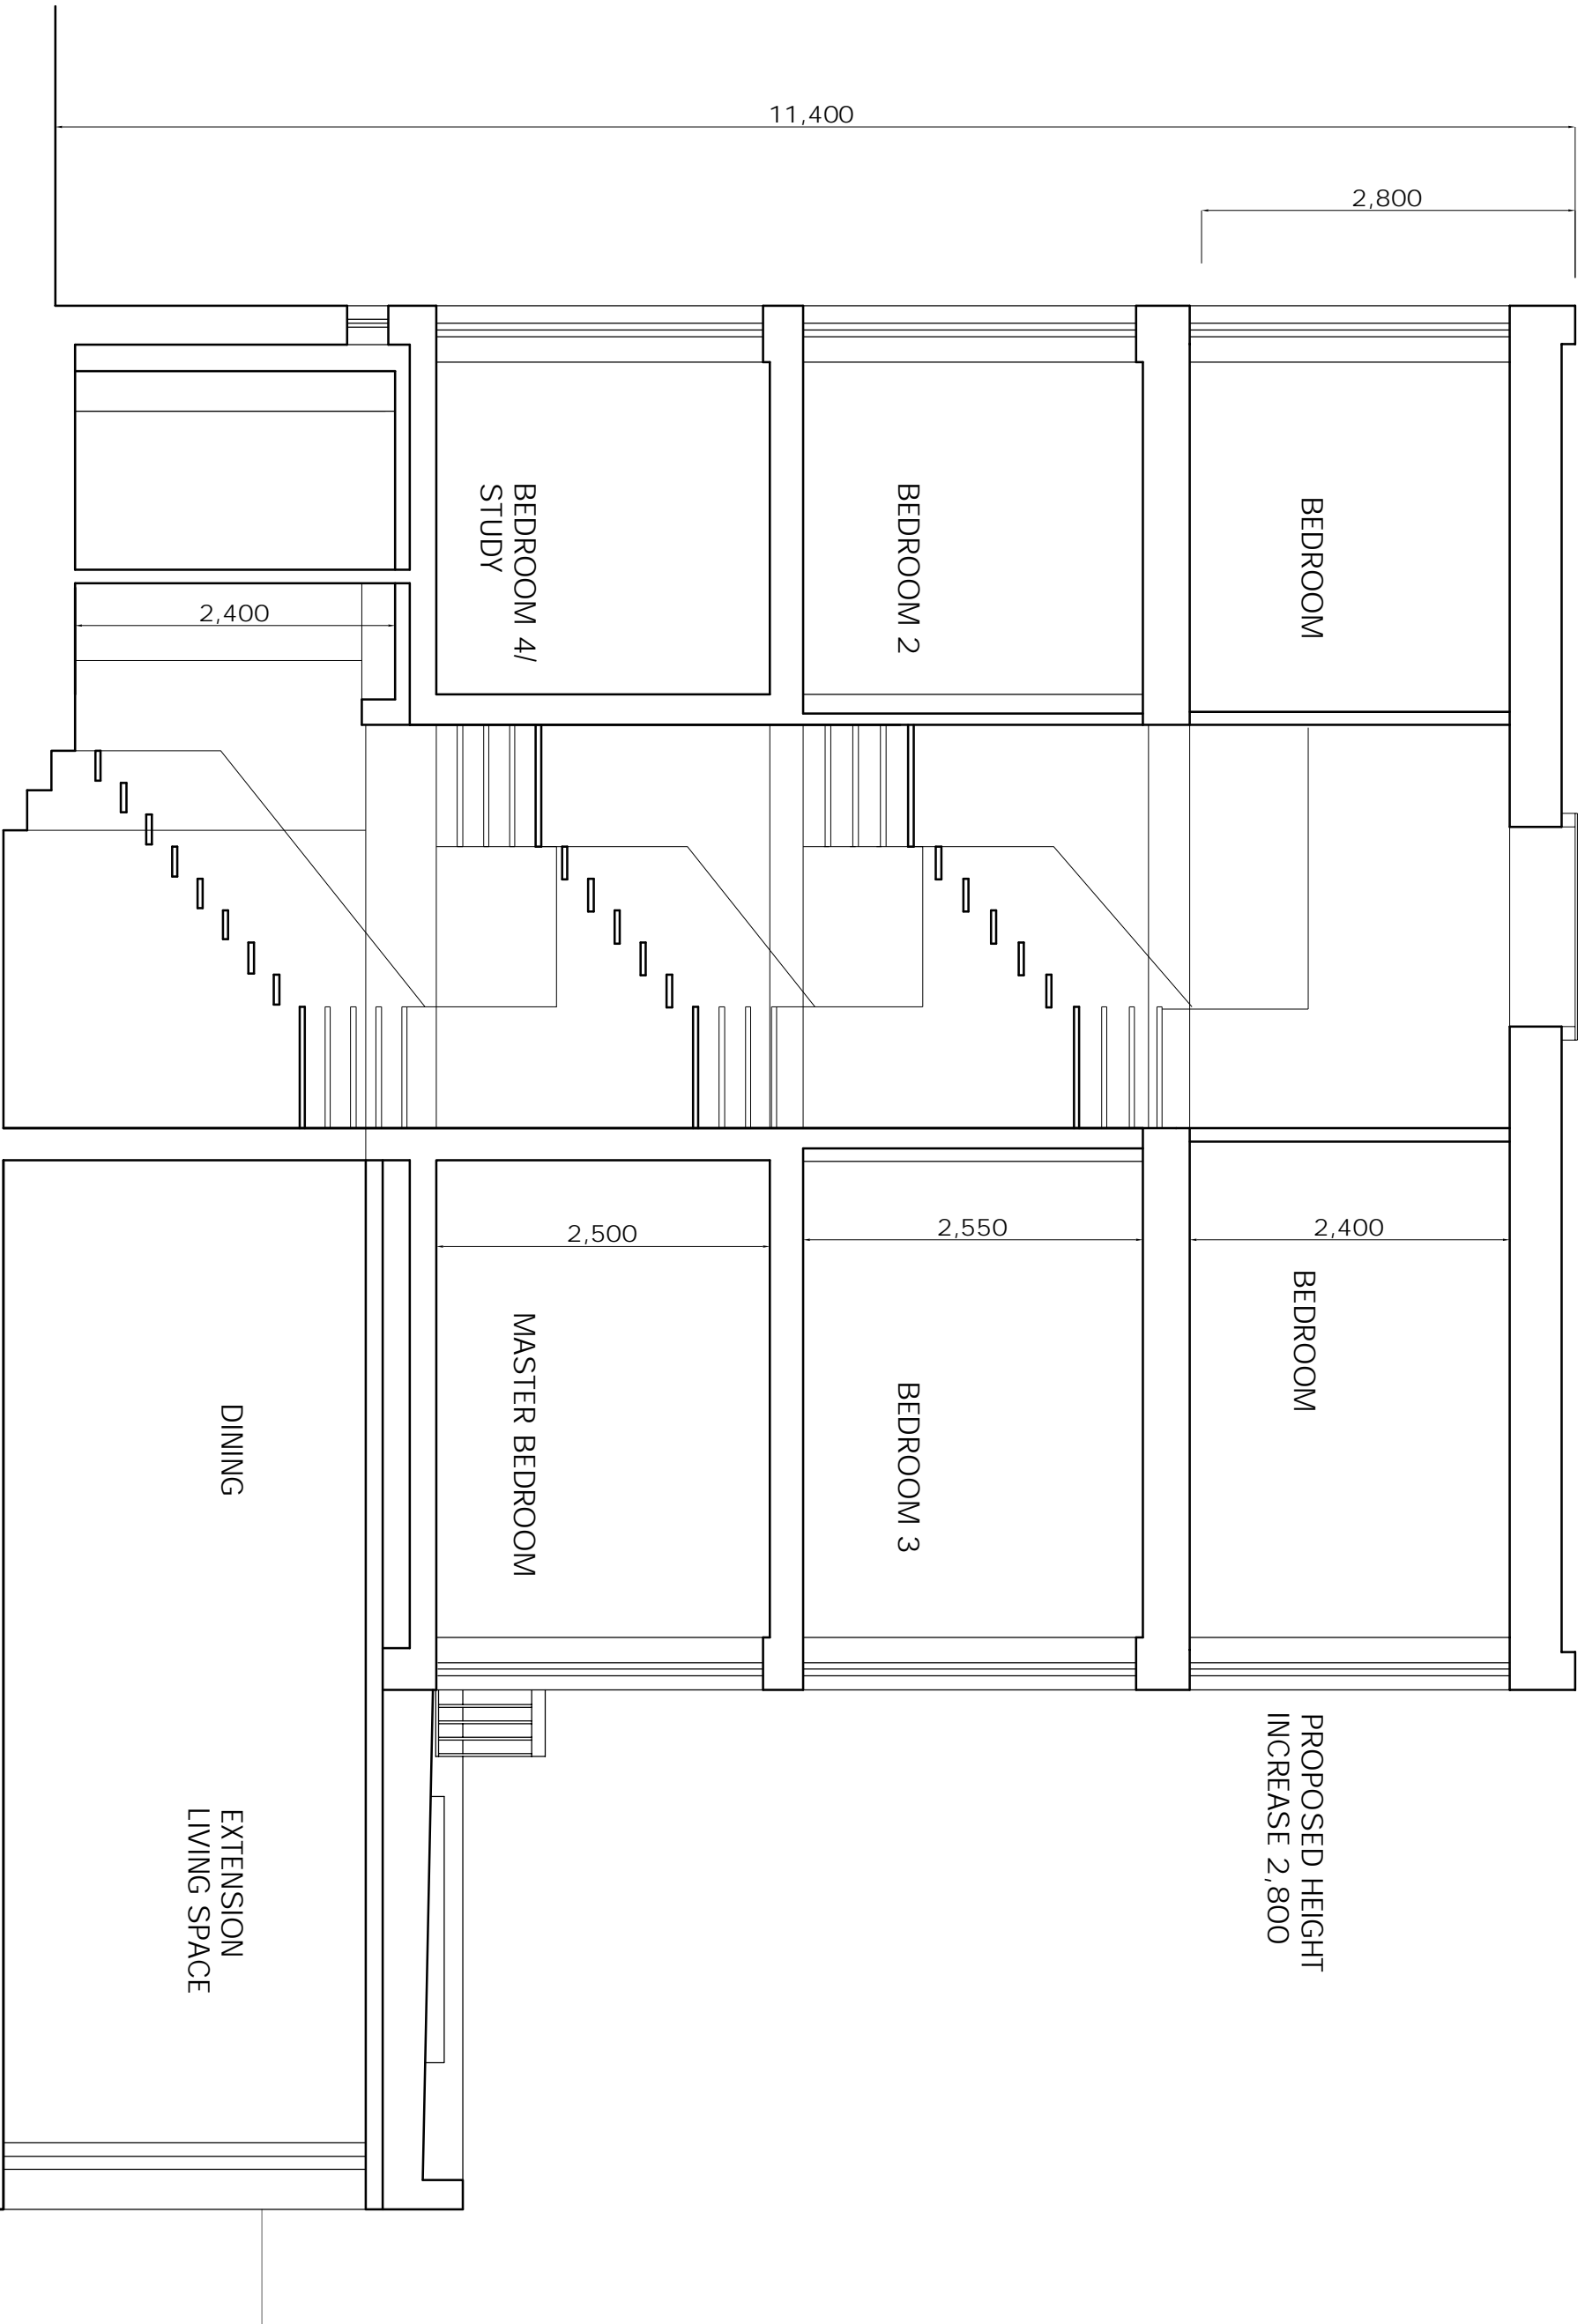 11,400
2,800
BEDROOM
BEDROOM 2
BEDROOM 4/
STUDY
2,400
2,400
2,550
2,500
BEDROOM
BEDROOM 3
MASTER BEDROOM
DINING
PROPOSED HEIGHT
INCREASE 2,800
EXTENSION
LIVING SPACE